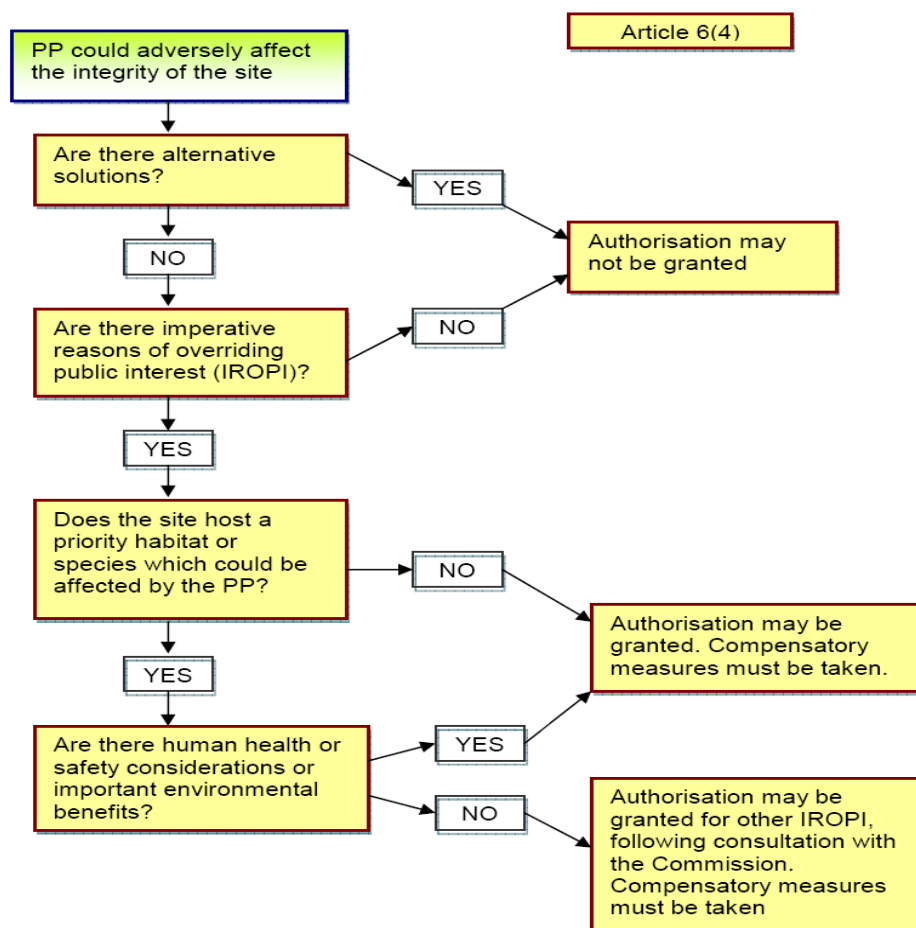 Article 6(4)
PP could adversely affect
the integrity of the site
Are there alternative
solutions?
YES
Authorisation may
not be granted
NO
Are there imperative
reasons of overriding
public interest (IROPI)?
NO
YES
Does the site host a
priority habitat or
species which could be
affected by the PP?
NO
Authorisation may be
granted. Compensatory
measures must be taken.
YES
Are there human health or
safety considerations or
important environmental
benefits?
YES
NO
Authorisation may be
granted for other IROPI,
following consultation with
the Commission.
Compensatory measures
must be taken